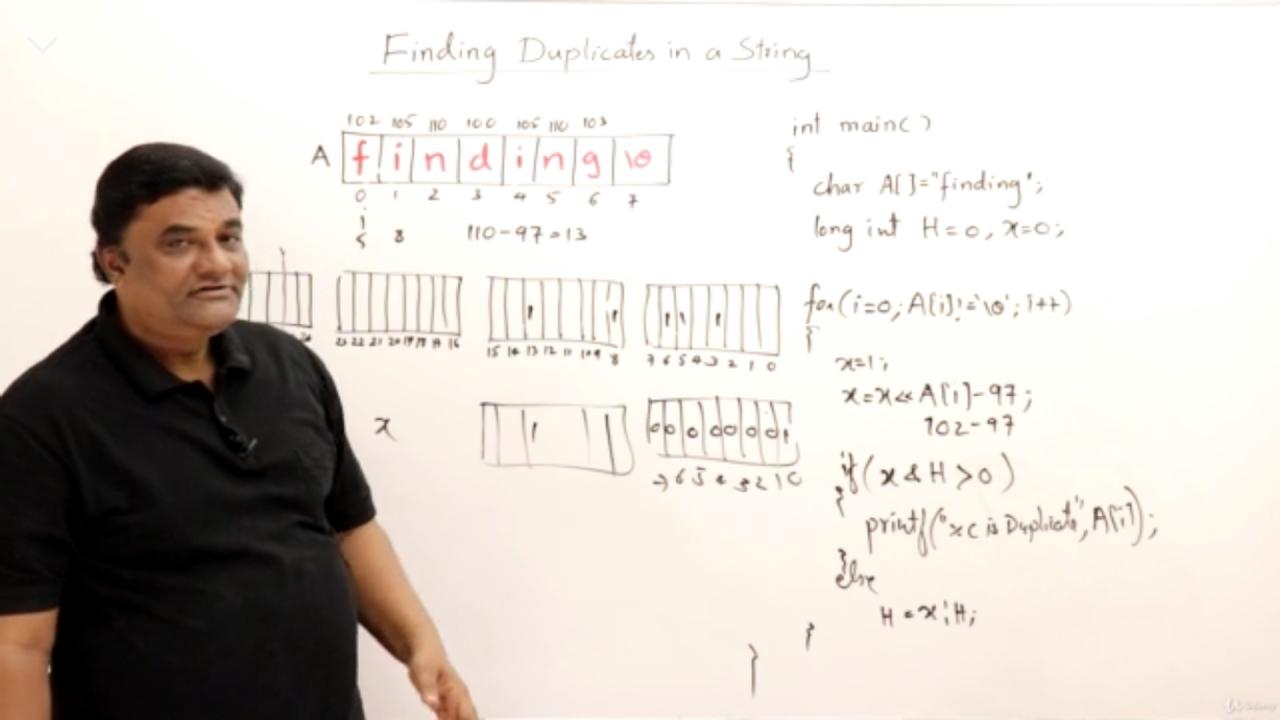 Finding Duplicates in a String
102 105 110 100 105 110 103
A f i n d i n g \0
0 1 2 3 4 5 6 7
5 8 110-97=13
23 22 21 20 19 18 17 16
15 14 13 12 11 10 9 8
7 6 5 4 3 2 1 0
x
0 0 0 0 0 0 0 1
7 6 5 4 3 2 1 0
int main()
{
char A[]="finding";
long int H=0, x=0;
for(i=0; A[i]!='\0'; i++)
{
x=1;
x=x<<A[i]-97;
102-97
if(x & H >0)
{
printf("%c is Duplicate", A[i]);
}
else
H = x|H;
}
}
Udemy